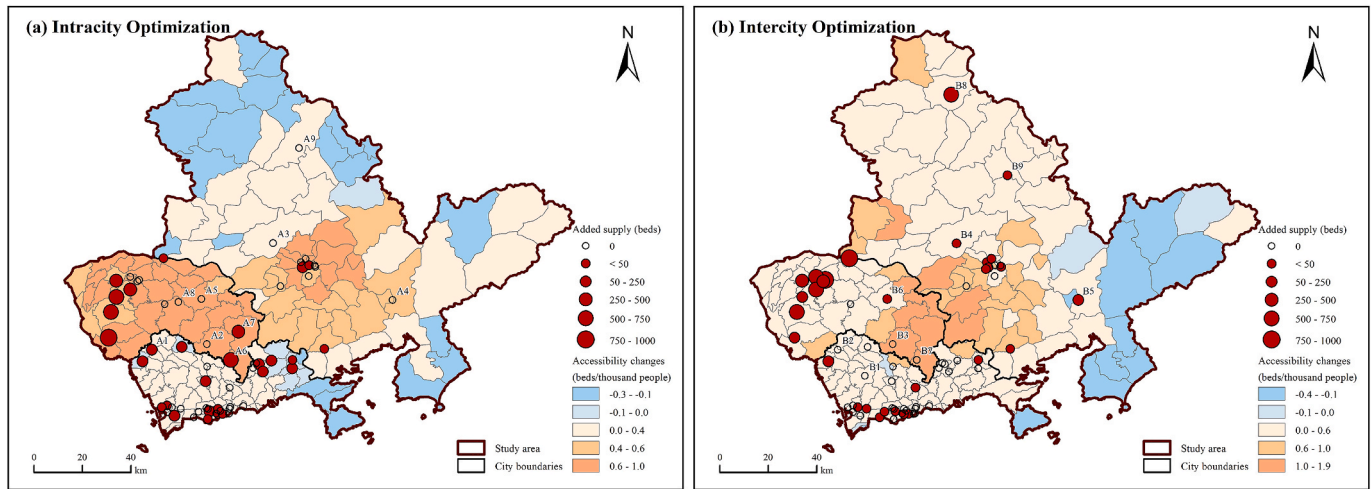 (a) Intracity Optimization
N
A9
A3
A8
A5
A4
A7
A2
A1
A6
Added supply (beds)
0
< 50
50 - 250
250 - 500
500 - 750
750 - 1000
Accessibility changes
(beds/thousand people)
-0.3 - -0.1
-0.1 - 0.0
0.0 - 0.4
0.4 - 0.6
0.6 - 1.0
Study area
City boundaries
0 20 40
km
(b) Intercity Optimization
N
B8
B9
B4
B6
B5
B3
B2
B7
B1
Added supply (beds)
0
< 50
50 - 250
250 - 500
500 - 750
750 - 1000
Accessibility changes
(beds/thousand people)
-0.4 - -0.1
-0.1 - 0.0
0.0 - 0.6
0.6 - 1.0
1.0 - 1.9
Study area
City boundaries
0 20 40
km